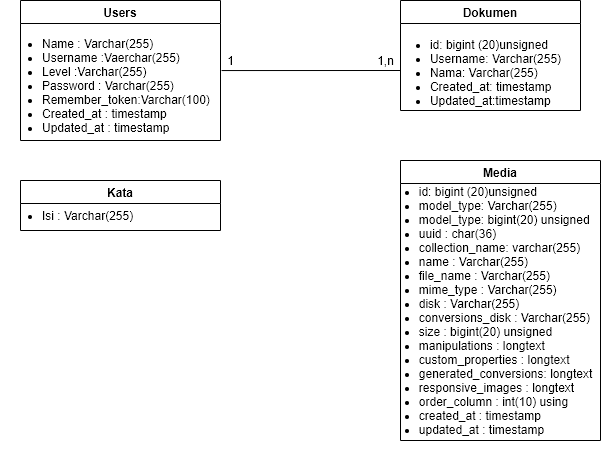 Users
Name : Varchar(255)
Username :Vaerchar(255)
Level :Varchar(255)
Password : Varchar(255)
Remember_token:Varchar(100)
Created_at : timestamp
Updated_at : timestamp
1
1,n
Dokumen
id: bigint (20)unsigned
Username: Varchar(255)
Nama: Varchar(255)
Created_at: timestamp
Updated_at:timestamp
Kata
Isi : Varchar(255)
Media
id: bigint (20)unsigned
model_type: Varchar(255)
model_type: bigint(20) unsigned
uuid : char(36)
collection_name: varchar(255)
name : Varchar(255)
file_name : Varchar(255)
mime_type : Varchar(255)
disk : Varchar(255)
conversions_disk : Varchar(255)
size : bigint(20) unsigned
manipulations : longtext
custom_properties : longtext
generated_conversions: longtext
responsive_images : longtext
order_column : int(10) using
created_at : timestamp
updated_at : timestamp